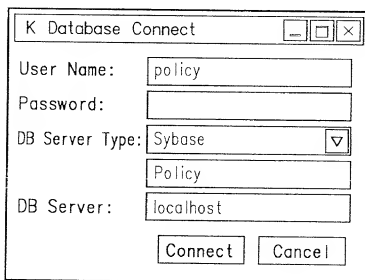 K Database Connect
User Name: policy
Password:
DB Server Type: Sybase
Policy
DB Server: localhost
Connect Cancel